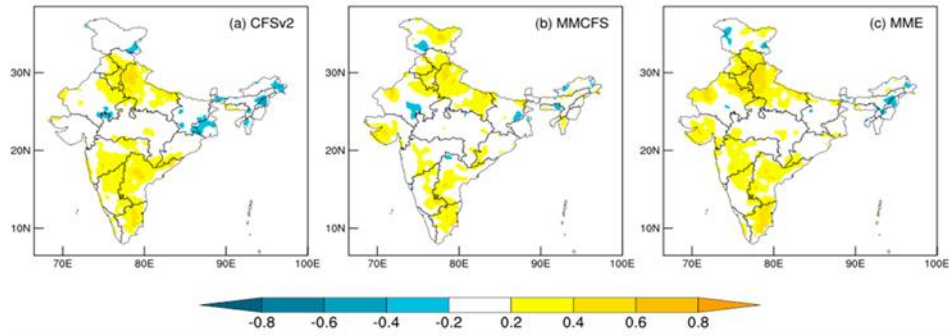 (a) CFSv2 (b) MMCFS (c) MME
30N 30N 30N
20N 20N 20N
10N 10N 10N
70E 80E 90E 100E 70E 80E 90E 100E 70E 80E 90E 100E
-0.8 -0.6 -0.4 -0.2 0.2 0.4 0.6 0.8